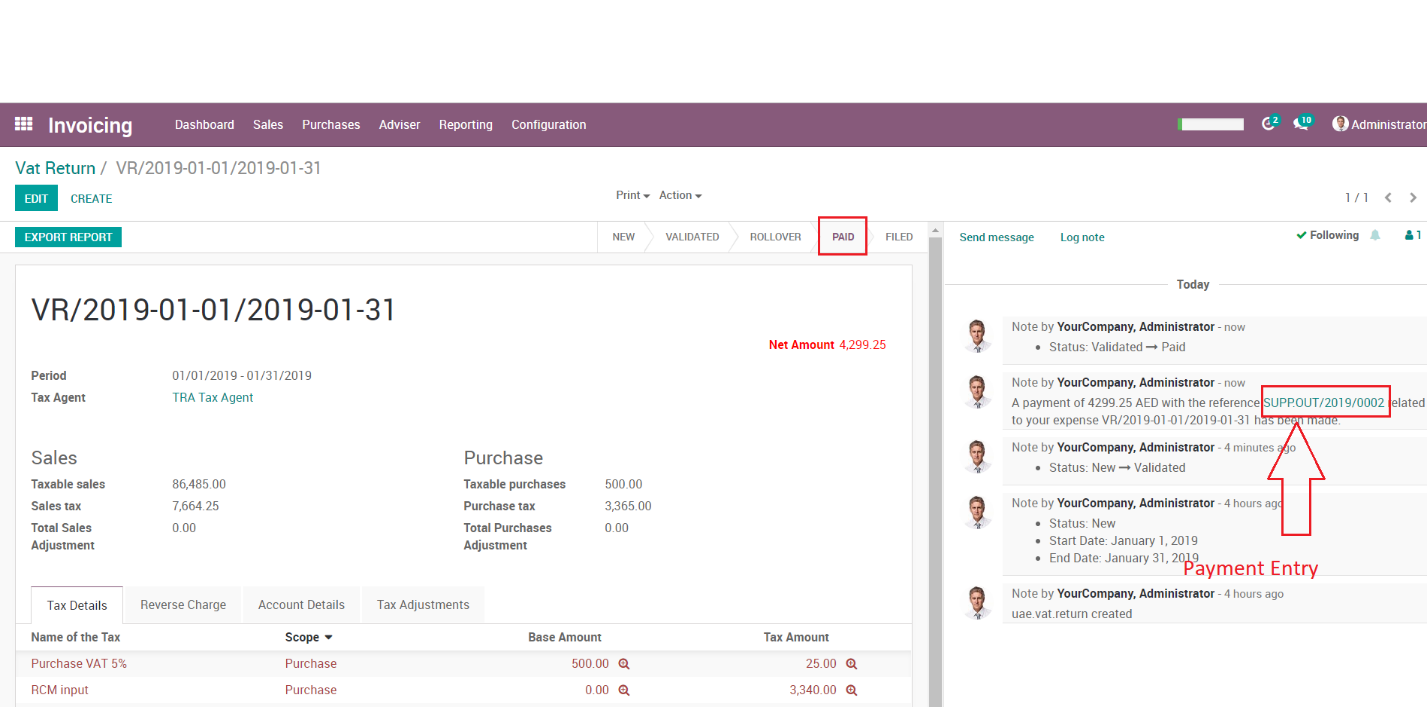 Invoicing Dashboard Sales Purchases Adviser Reporting Configuration 2 10 Administrator
Vat Return / VR/2019-01-01/2019-01-31
EDIT CREATE Print Action 1 / 1
EXPORT REPORT NEW VALIDATED ROLLOVER PAID FILED
VR/2019-01-01/2019-01-31
Net Amount 4,299.25
Period 01/01/2019 - 01/31/2019
Tax Agent TRA Tax Agent
Sales
Taxable sales 86,485.00
Sales tax 7,664.25
Total Sales 0.00
Adjustment
Purchase
Taxable purchases 500.00
Purchase tax 3,365.00
Total Purchases 0.00
Adjustment
Tax Details Reverse Charge Account Details Tax Adjustments
Name of the Tax Scope Base Amount Tax Amount
Purchase VAT 5% Purchase 500.00 25.00
RCM input Purchase 0.00 3,340.00
Send message Log note Following 1
Today
Note by YourCompany, Administrator - now
Status: Validated → Paid
Note by YourCompany, Administrator - now
A payment of 4299.25 AED with the reference SUPP.OUT/2019/0002 related
to your expense VR/2019-01-01/2019-01-31 has been made.
Note by YourCompany, Administrator - 4 minutes ago
Status: New → Validated
Note by YourCompany, Administrator - 4 hours ago
Status: New
Start Date: January 1, 2019
End Date: January 31, 2019
Payment Entry
Note by YourCompany, Administrator - 4 hours ago
uae.vat.return created